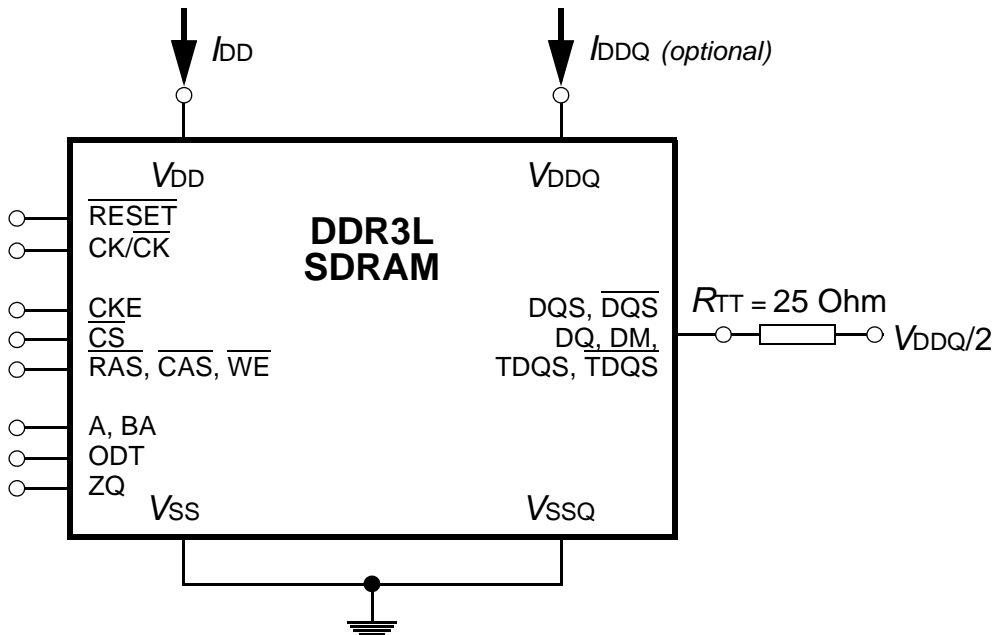 IDD
IDDQ (optional)
VDD
VDDQ
RESET
CK/CK
DDR3L
SDRAM
CKE
CS
RAS, CAS, WE
DQS, DQS
DQ, DM,
TDQS, TDQS
RTT = 25 Ohm
VDDQ/2
A, BA
ODT
ZQ
VSS
VSSQ